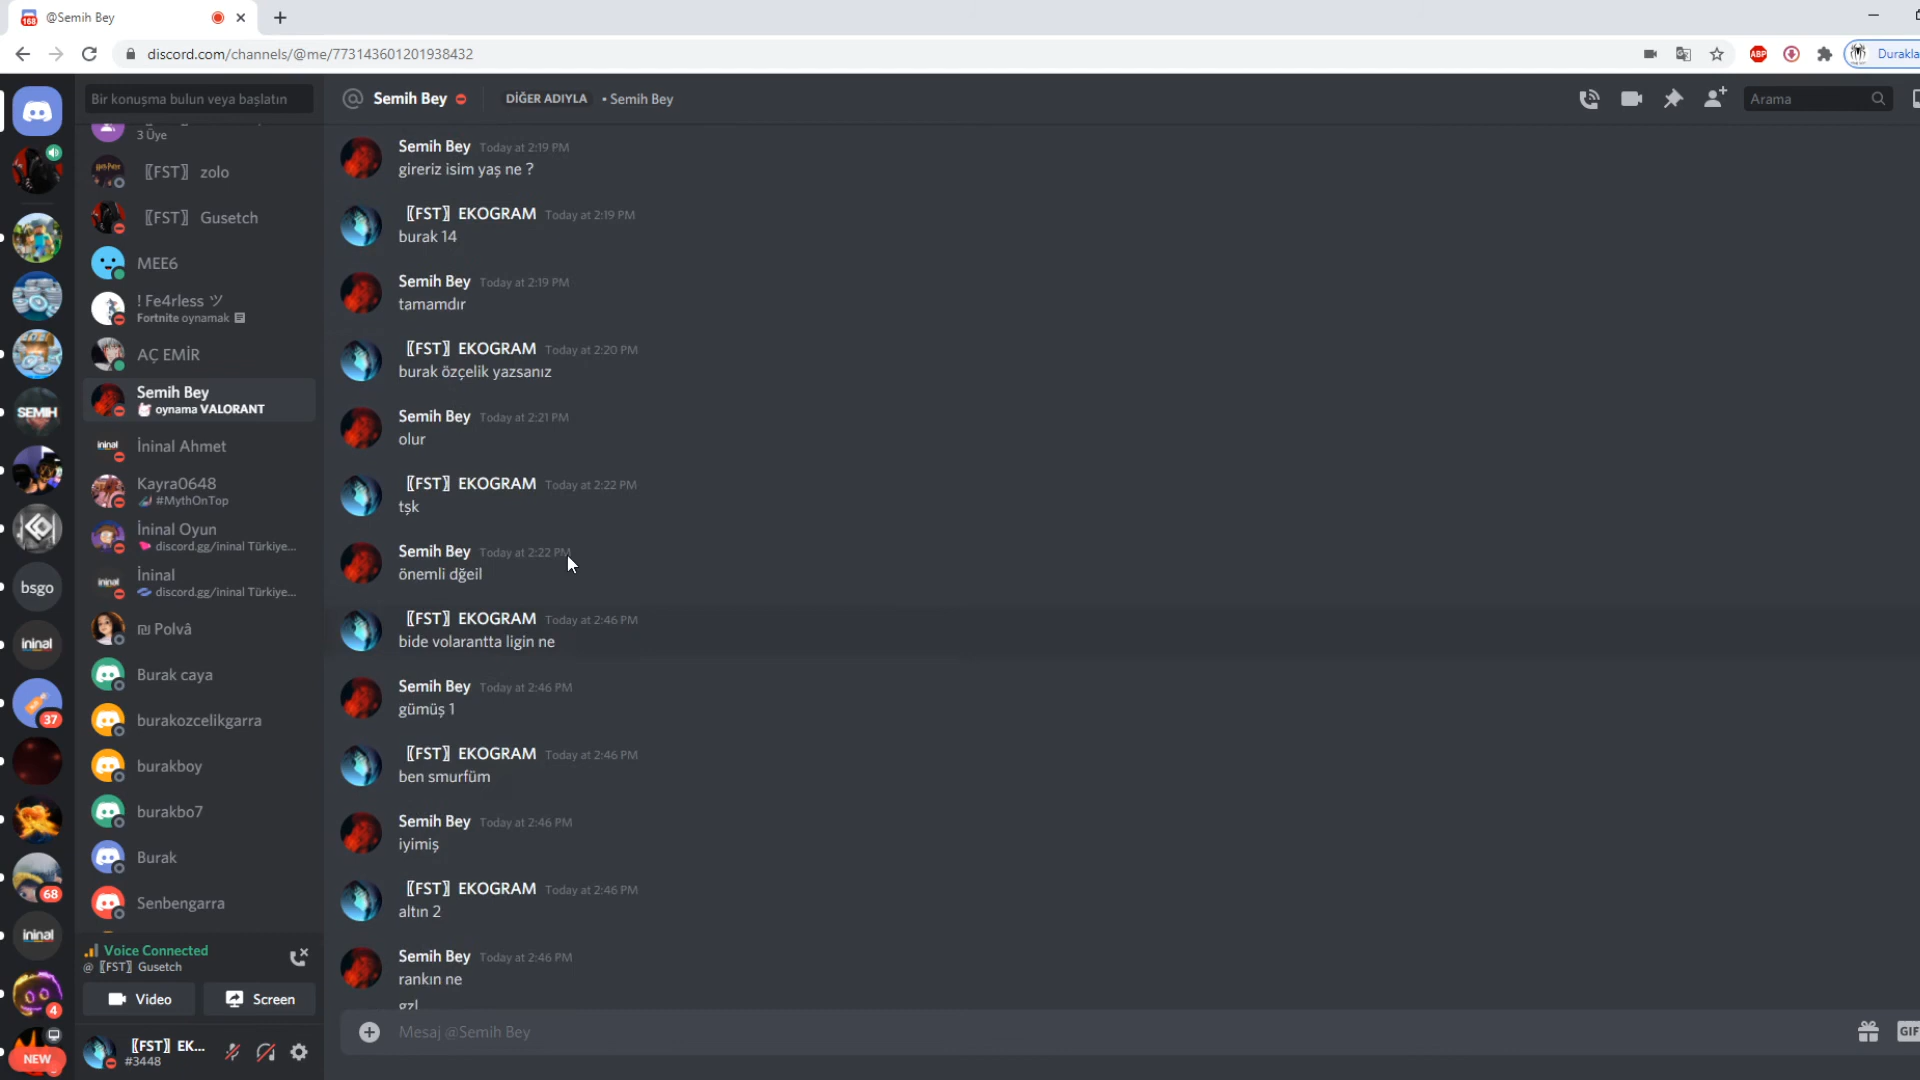 @Semih Bey
discord.com/channels/@me/773143601201938432
ABP
Durakla
168
SEMIH
bsgo
ininal
37
68
ininal
4
NEW
Bir konuşma bulun veya başlatın
3 Üye
〖FST〗 zolo
〖FST〗 Gusetch
MEE6
! Fe4rless ツ
Fortnite oynamak
AÇ EMİR
Semih Bey
oynama VALORANT
İninal Ahmet
Kayra0648
#MythOnTop
İninal Oyun
discord.gg/ininal Türkiye...
İninal
discord.gg/ininal Türkiye...
₪ Polvâ
Burak caya
burakozcelikgarra
burakboy
burakbo7
Burak
Senbengarra
Voice Connected
@ 〖FST〗 Gusetch
Video
Screen
〖FST〗 EK...
#3448
Semih Bey
DİĞER ADIYLA
• Semih Bey
Arama
Semih Bey Today at 2:19 PM
gireriz isim yaş ne ?
〖FST〗 EKOGRAM Today at 2:19 PM
burak 14
Semih Bey Today at 2:19 PM
tamamdır
〖FST〗 EKOGRAM Today at 2:20 PM
burak özçelik yazsanız
Semih Bey Today at 2:21 PM
olur
〖FST〗 EKOGRAM Today at 2:22 PM
tşk
Semih Bey Today at 2:22 PM
önemli dğeil
〖FST〗 EKOGRAM Today at 2:46 PM
bide volarantta ligin ne
Semih Bey Today at 2:46 PM
gümüş 1
〖FST〗 EKOGRAM Today at 2:46 PM
ben smurfüm
Semih Bey Today at 2:46 PM
iyimiş
〖FST〗 EKOGRAM Today at 2:46 PM
altın 2
Semih Bey Today at 2:46 PM
rankın ne
gzl
Mesaj @Semih Bey
GIF